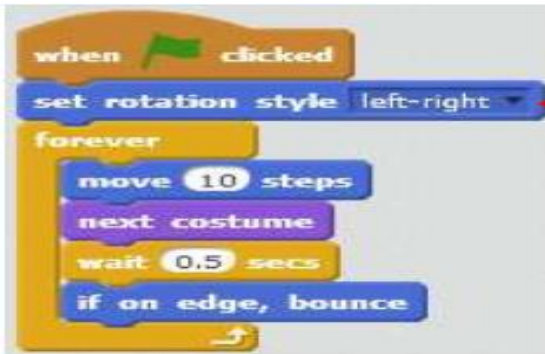 when clicked
set rotation style left-right
forever
move 10 steps
next costume
wait 0.5 secs
if on edge, bounce